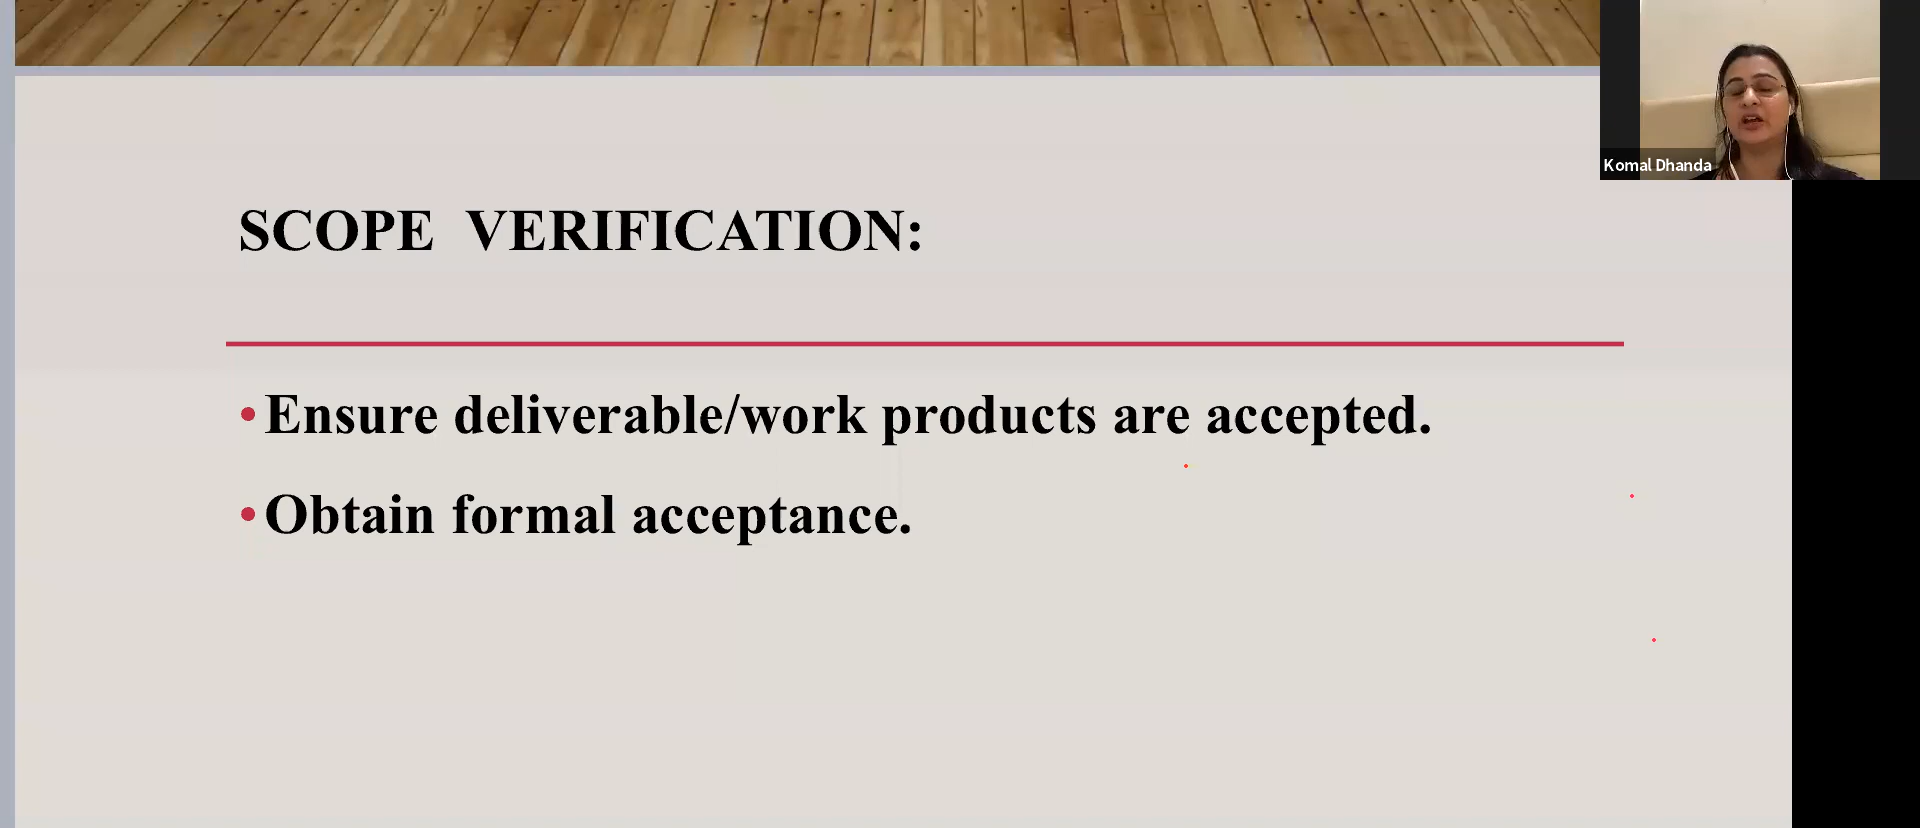 Komal Dhanda
SCOPE VERIFICATION:
• Ensure deliverable/work products are accepted.
• Obtain formal acceptance.